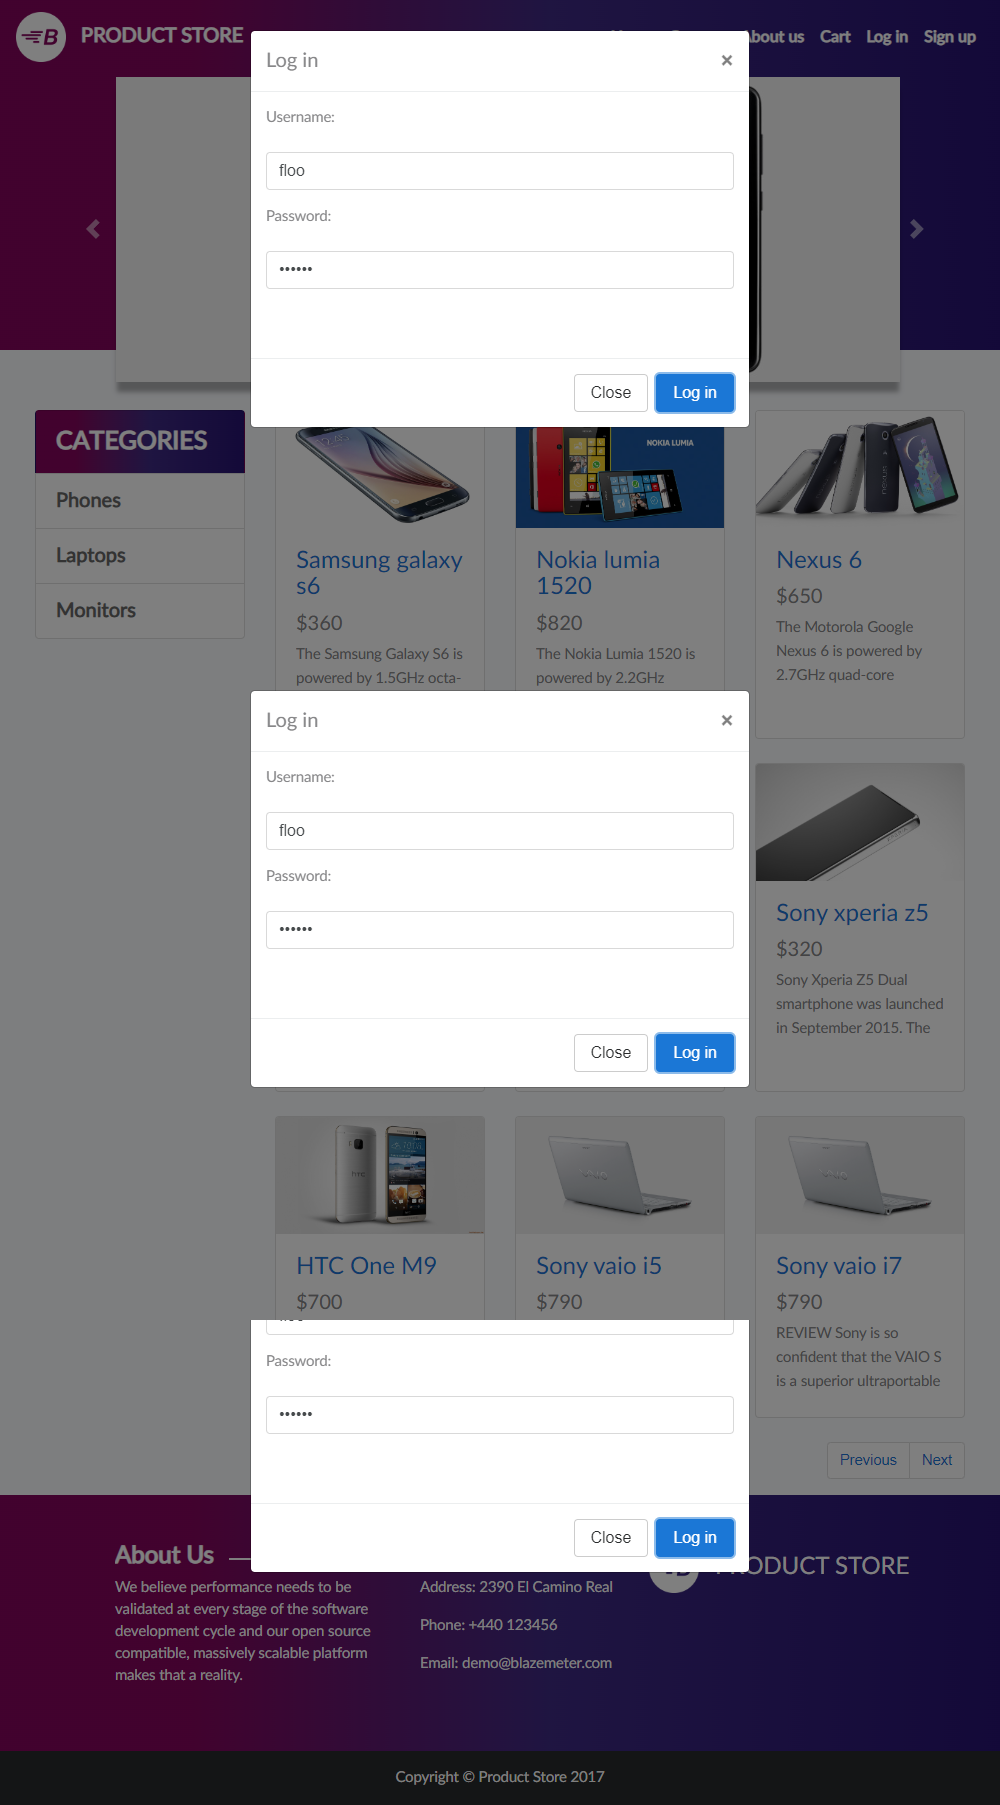 B PRODUCT STORE
About us Cart Log in Sign up
Log in ×
Username:
floo
Password:
••••••
Close Log in
CATEGORIES
Phones
Laptops
Monitors
NOKIA LUMIA
Samsung galaxy
s6
$360
The Samsung Galaxy S6 is
powered by 1.5GHz octa-
Nokia lumia
1520
$820
The Nokia Lumia 1520 is
powered by 2.2GHz
nexus
Nexus 6
$650
The Motorola Google
Nexus 6 is powered by
2.7GHz quad-core
Log in ×
Username:
floo
Password:
••••••
Close Log in
Sony xperia z5
$320
Sony Xperia Z5 Dual
smartphone was launched
in September 2015. The
hTC
HTC One M9
$700
VAIO
Sony vaio i5
$790
VAIO
Sony vaio i7
$790
REVIEW Sony is so
confident that the VAIO S
is a superior ultraportable
Password:
••••••
Close Log in
Previous Next
About Us
We believe performance needs to be
validated at every stage of the software
development cycle and our open source
compatible, massively scalable platform
makes that a reality.
Address: 2390 El Camino Real
Phone: +440 123456
Email: demo@blazemeter.com
PRODUCT STORE
Copyright © Product Store 2017